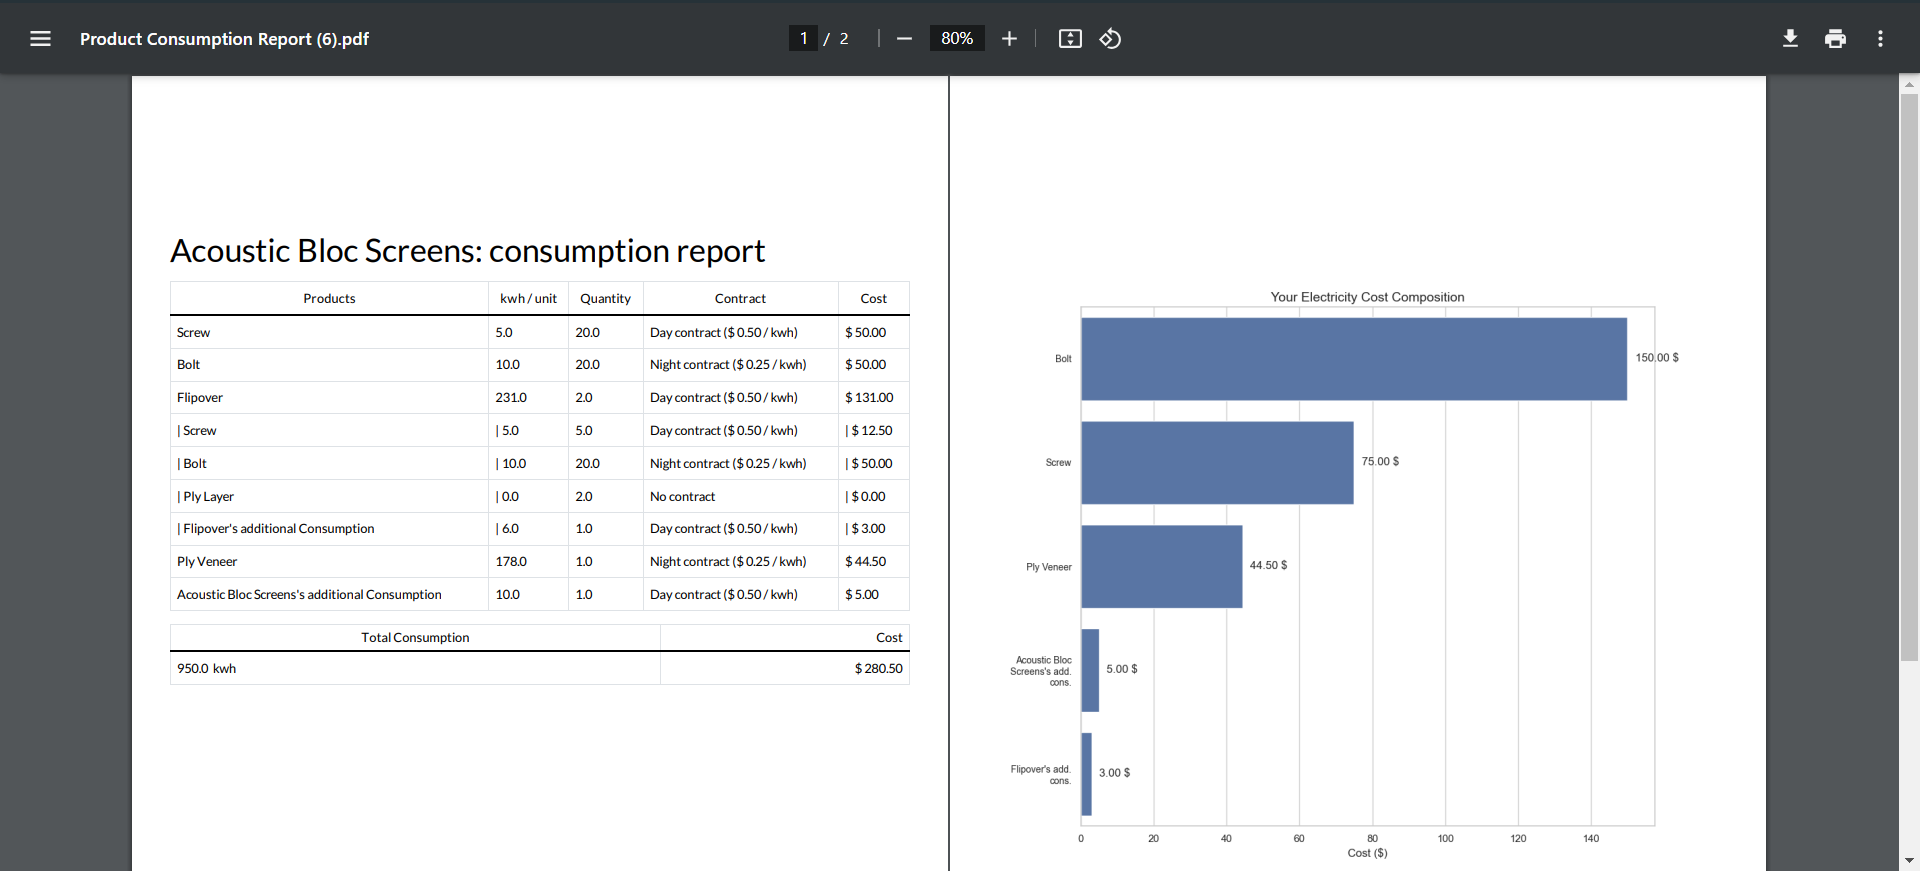 Product Consumption Report (6).pdf
1 / 2
80%
Acoustic Bloc Screens: consumption report
Products kwh / unit Quantity Contract Cost
Screw 5.0 20.0 Day contract ($ 0.50 / kwh) $ 50.00
Bolt 10.0 20.0 Night contract ($ 0.25 / kwh) $ 50.00
Flipover 231.0 2.0 Day contract ($ 0.50 / kwh) $ 131.00
| Screw | 5.0 5.0 Day contract ($ 0.50 / kwh) | $ 12.50
| Bolt | 10.0 20.0 Night contract ($ 0.25 / kwh) | $ 50.00
| Ply Layer | 0.0 2.0 No contract | $ 0.00
| Flipover's additional Consumption | 6.0 1.0 Day contract ($ 0.50 / kwh) | $ 3.00
Ply Veneer 178.0 1.0 Night contract ($ 0.25 / kwh) $ 44.50
Acoustic Bloc Screens's additional Consumption 10.0 1.0 Day contract ($ 0.50 / kwh) $ 5.00
Total Consumption Cost
950.0 kwh $ 280.50
Your Electricity Cost Composition
Bolt 150.00 $
Screw 75.00 $
Ply Veneer 44.50 $
Acoustic Bloc
Screens's add. 5.00 $
cons.
Flipover's add. 3.00 $
cons.
0 20 40 60 80 100 120 140
Cost ($)